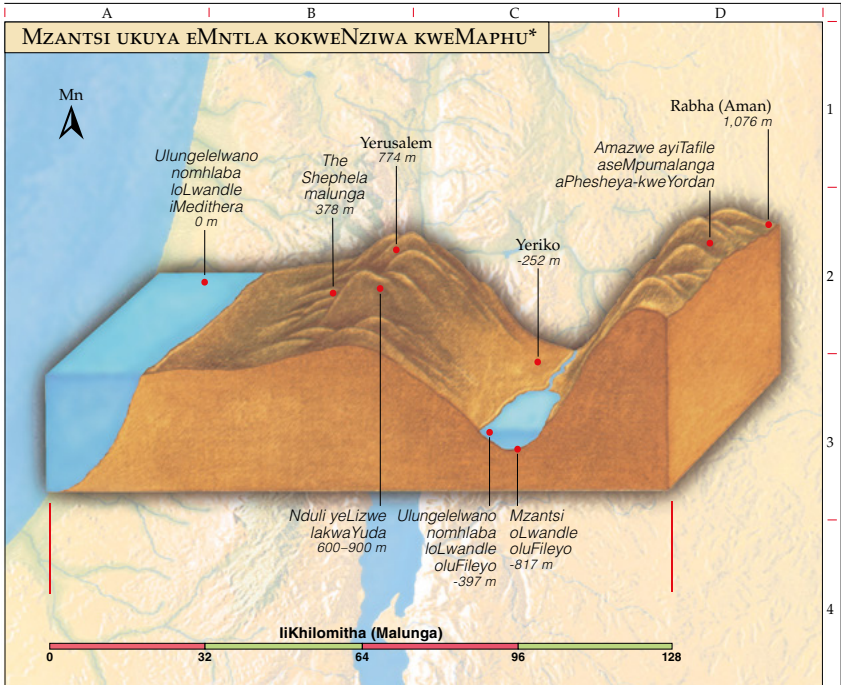 A B C D
MZANTSI UKUYA EMNTLA KOKWENZIWA KWEMAPHU*
Mn
Ulungelelwano
nomhlaba
loLwandle
iMedithera
0 m
The
Shephela
malunga
378 m
Yerusalem
774 m
Yeriko
-252 m
Amazwe ayiTafile
aseMpumalanga
aPhesheya-kweYordan
Rabha (Aman)
1,076 m
1
2
3
4
Nduli yeLizwe
lakwaYuda
600–900 m
Ulungelelwano
nomhlaba
loLwandle
oluFileyo
-397 m
Mzantsi
oLwandle
oluFileyo
-817 m
IiKhilomitha (Malunga)
0 32 64 96 128